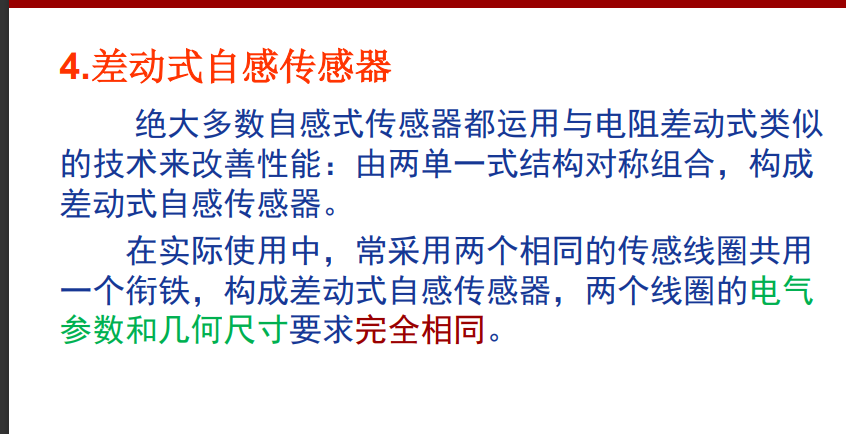 4.差动式自感传感器
绝大多数自感式传感器都运用与电阻差动式类似
的技术来改善性能：由两单一式结构对称组合，构成
差动式自感传感器。
在实际使用中，常采用两个相同的传感线圈共用
一个衔铁，构成差动式自感传感器，两个线圈的电气
参数和几何尺寸要求完全相同。